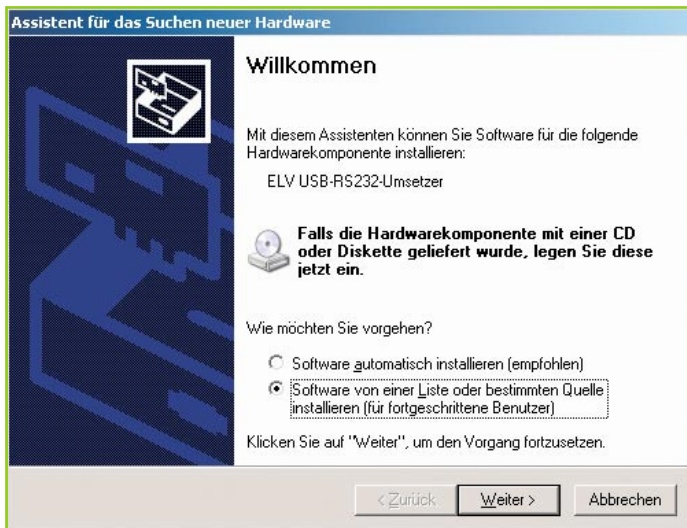 Assistent für das Suchen neuer Hardware
Willkommen
Mit diesem Assistenten können Sie Software für die folgende
Hardwarekomponente installieren:
ELV USB-RS232-Umsetzer
Falls die Hardwarekomponente mit einer CD
oder Diskette geliefert wurde, legen Sie diese
jetzt ein.
Wie möchten Sie vorgehen?
Software automatisch installieren (empfohlen)
Software von einer Liste oder bestimmten Quelle
installieren (für fortgeschrittene Benutzer)
Klicken Sie auf "Weiter", um den Vorgang fortzusetzen.
< Zurück Weiter > Abbrechen